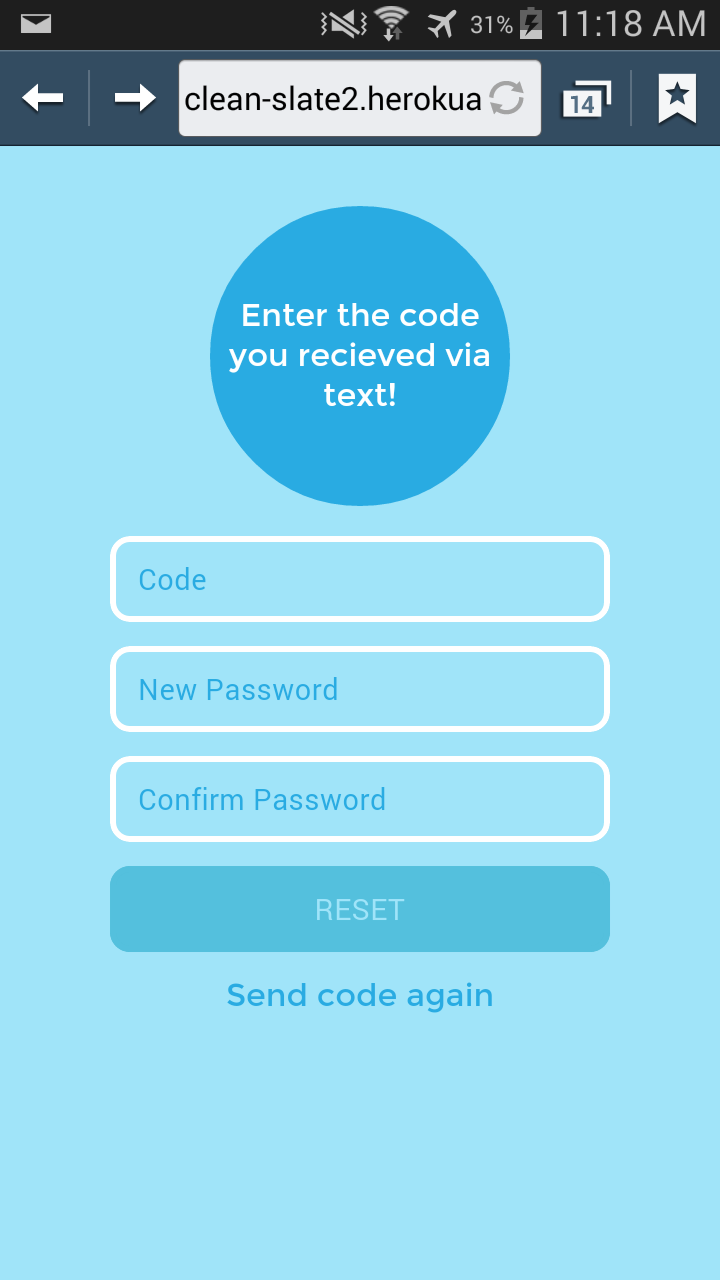 31% 11:18 AM
clean-slate2.herokua
14
Enter the code
you recieved via
text!
Code
New Password
Confirm Password
RESET
Send code again